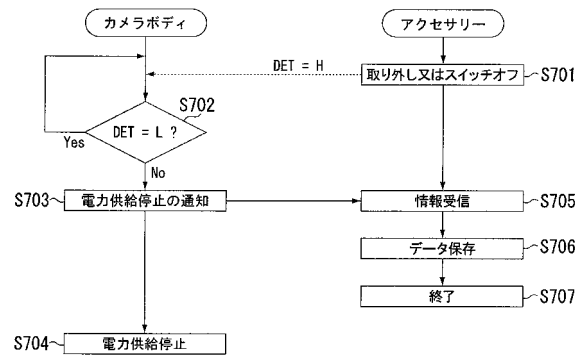 カメラボディ
アクセサリー
DET = H
取り外し又はスイッチオフ
S701
S702
DET = L ?
Yes
No
S703
電力供給停止の通知
情報受信
S705
データ保存
S706
終了
S707
S704
電力供給停止